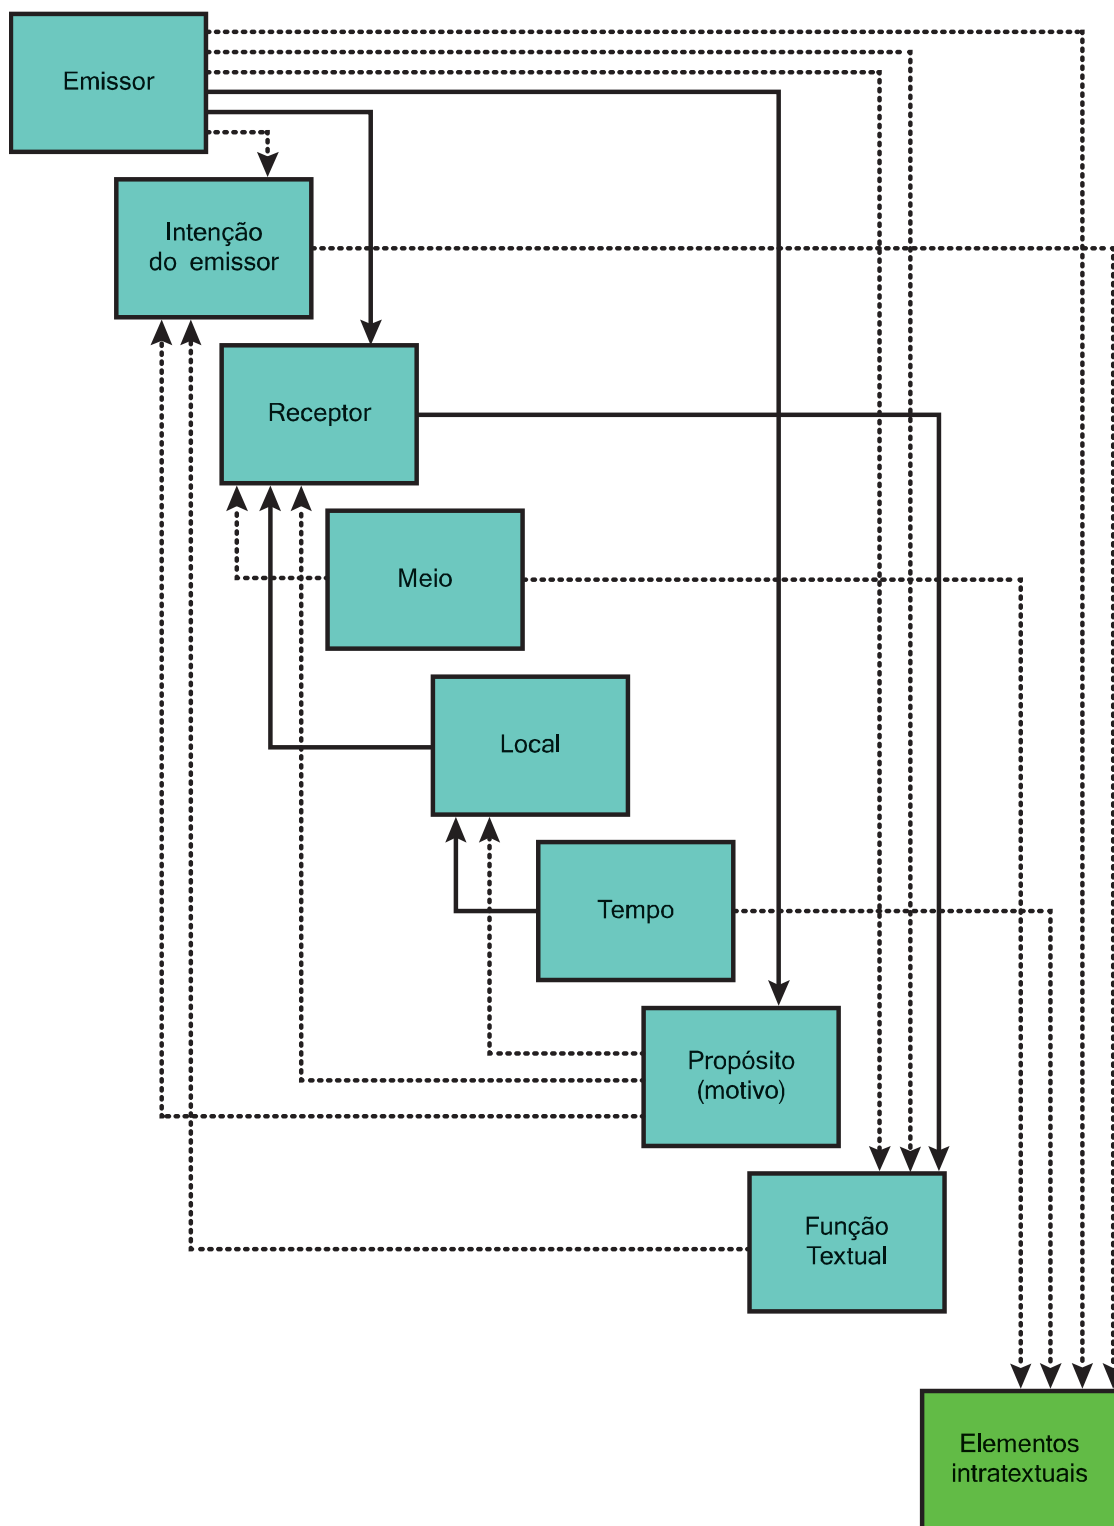 Emissor
Intenção
do emissor
Receptor
Meio
Local
Tempo
Propósito
(motivo)
Função
Textual
Elementos
intratextuais